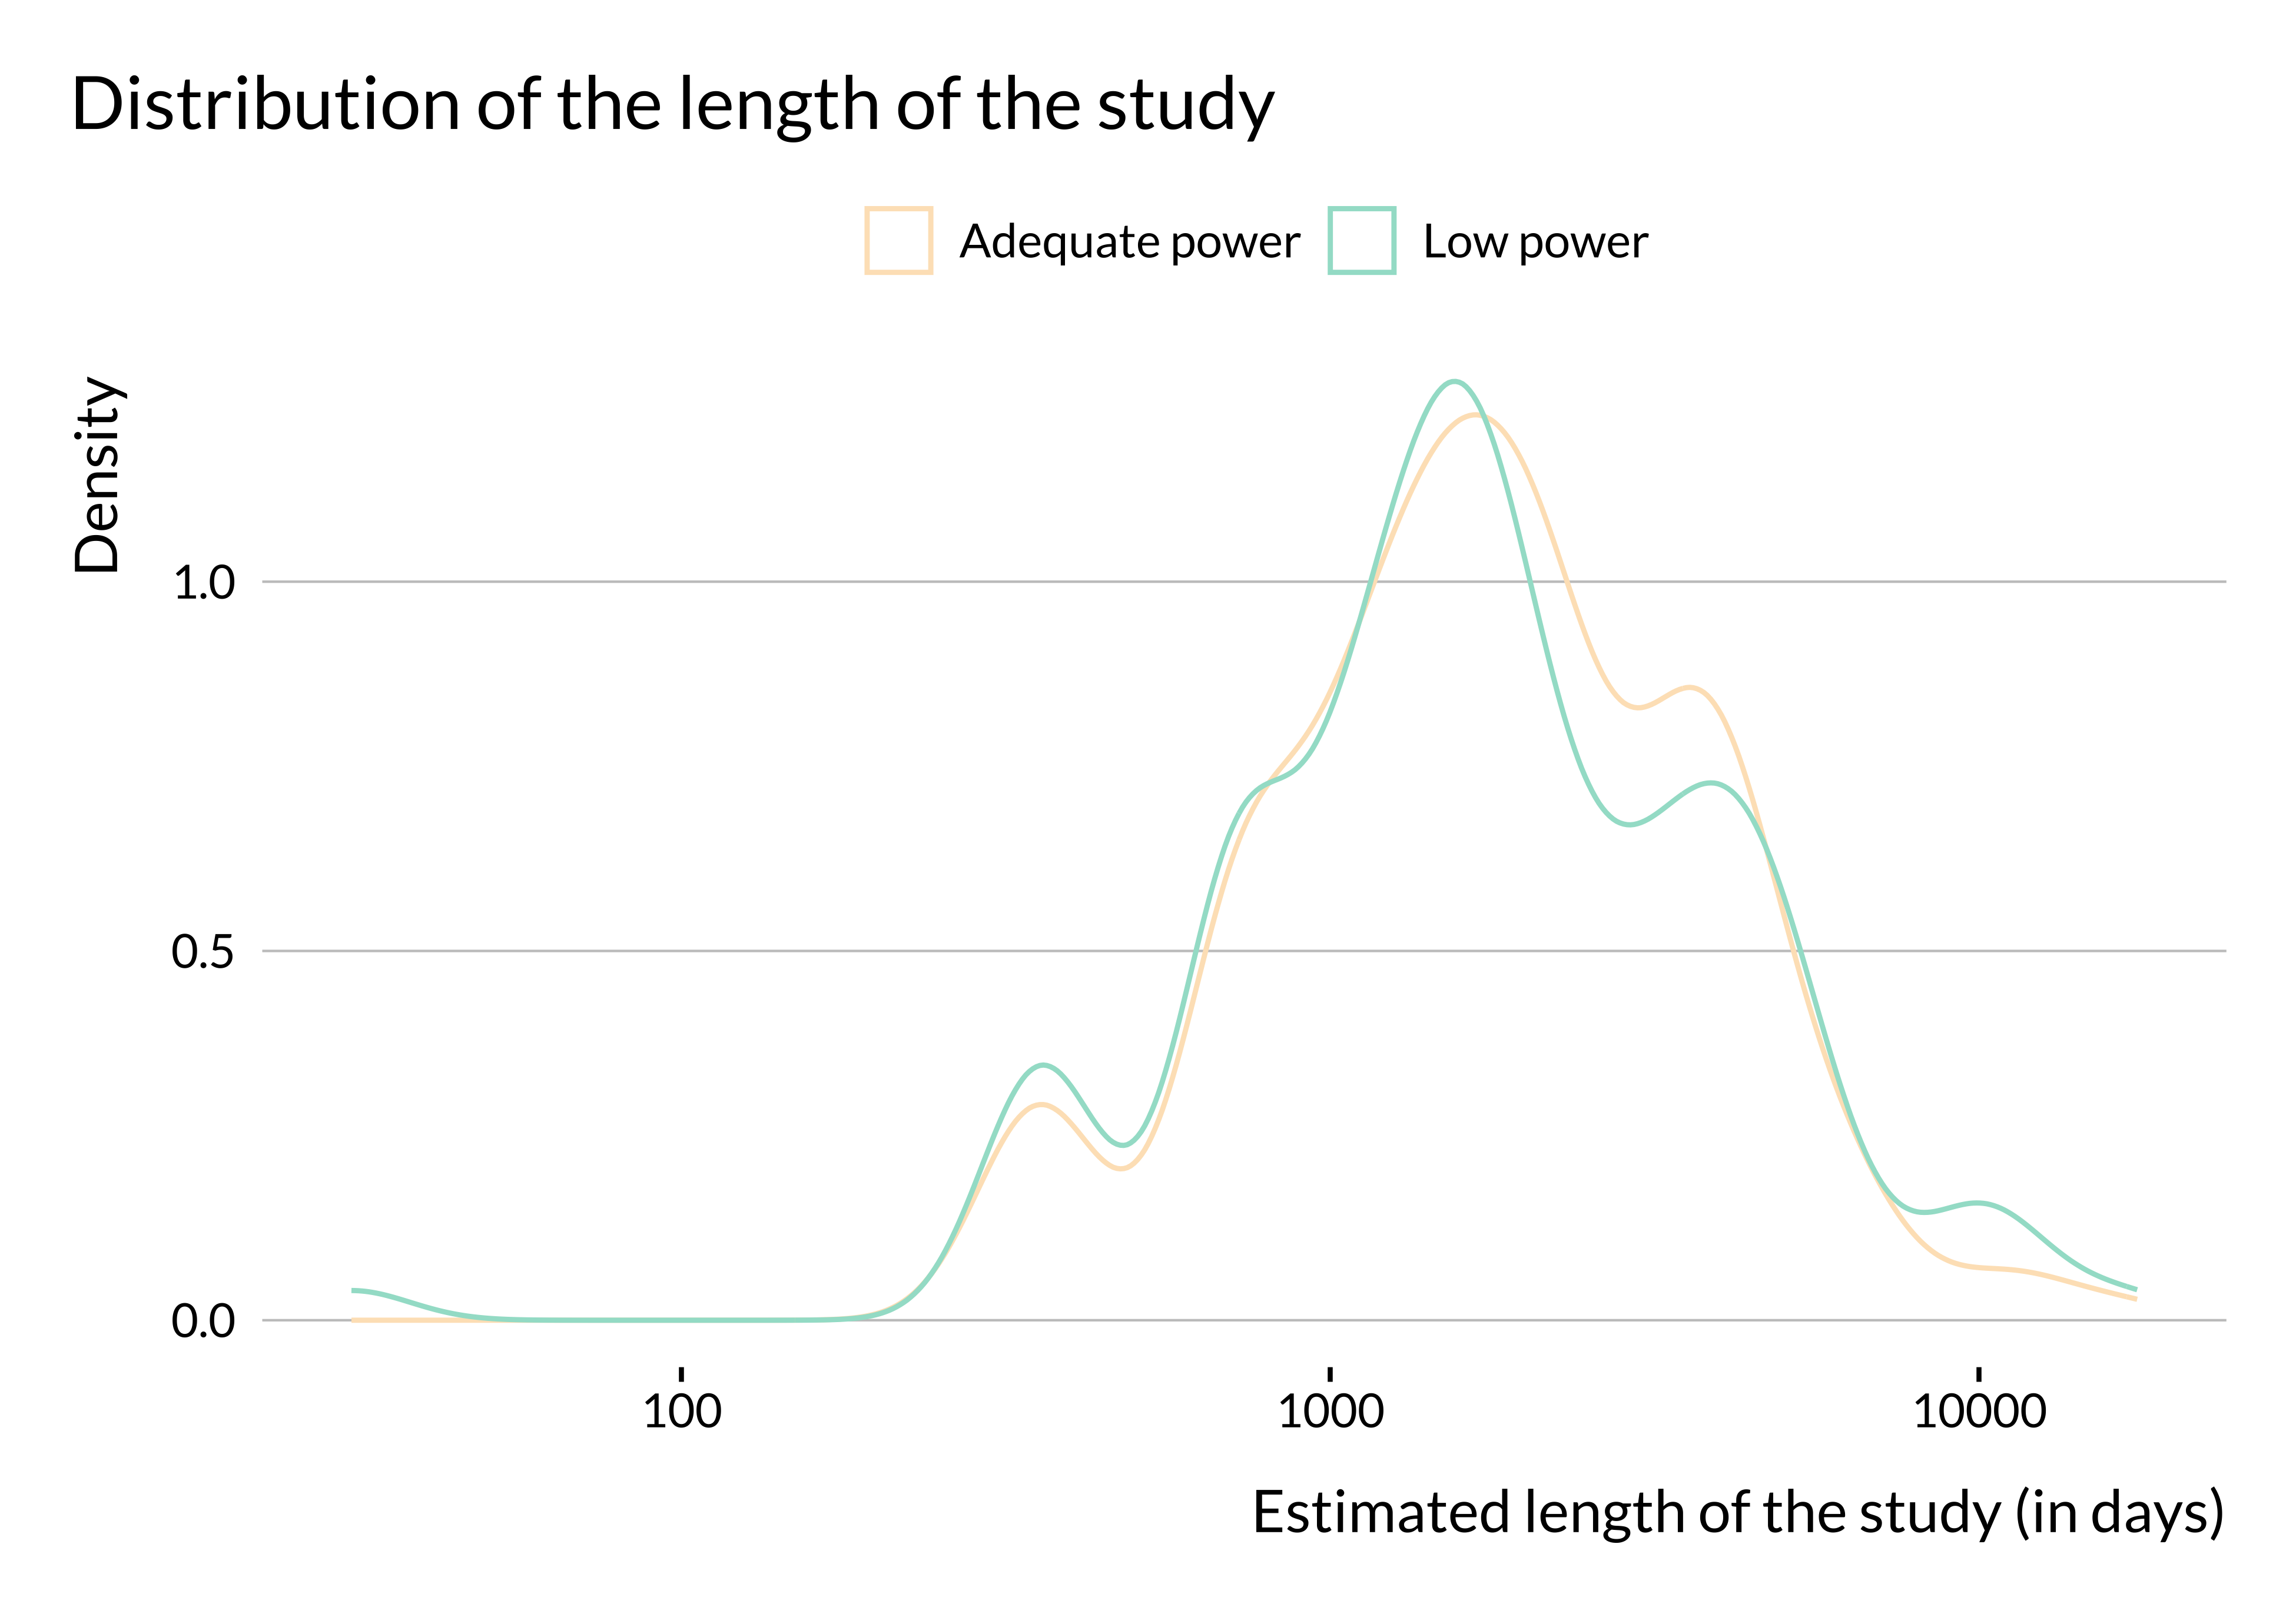 Distribution of the length of the study
Adequate power
Low power
Density
1.0
0.5
0.0
100
1000
10000
Estimated length of the study (in days)